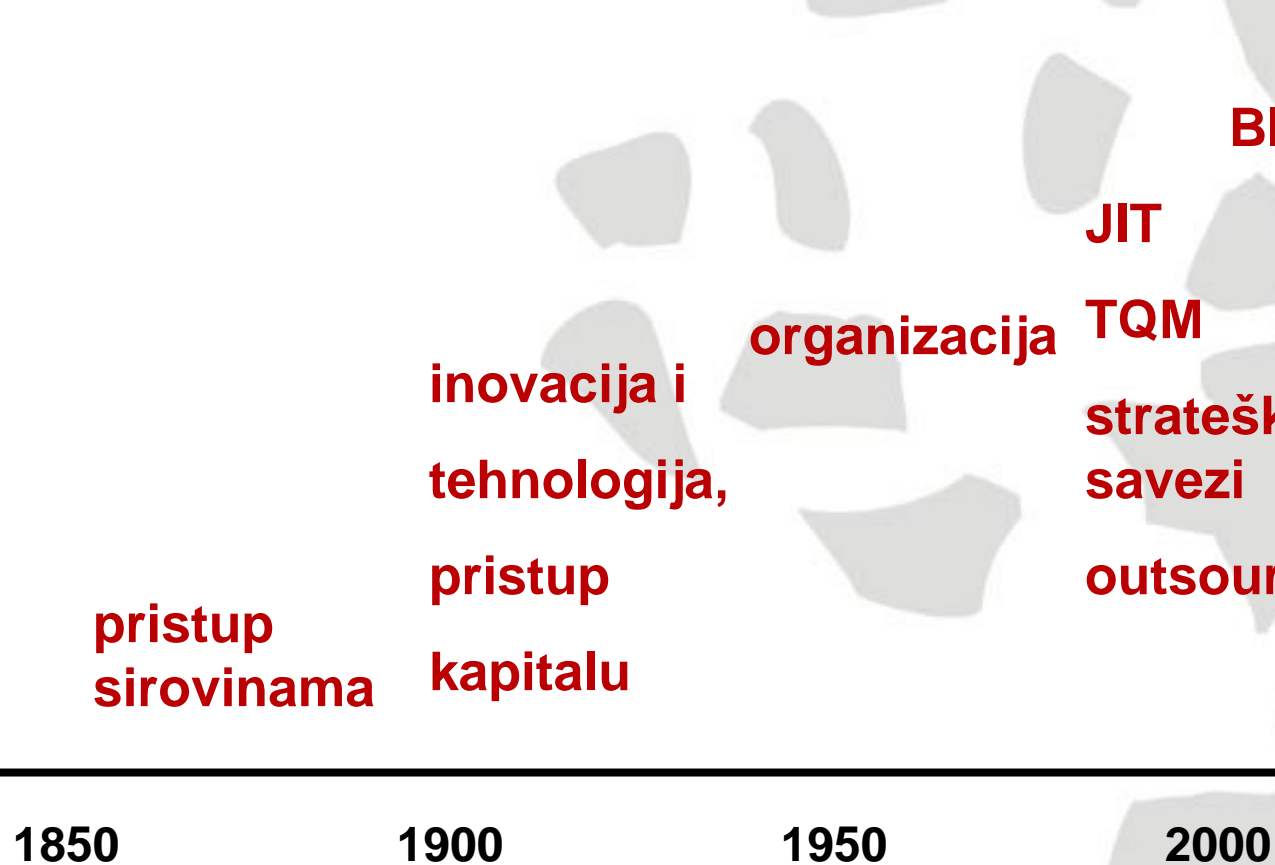 JIT
TQM
organizacija
inovacija i
tehnologija,
pristup
kapitalu
savezi
pristup
sirovinama
1850 1900 1950 2000